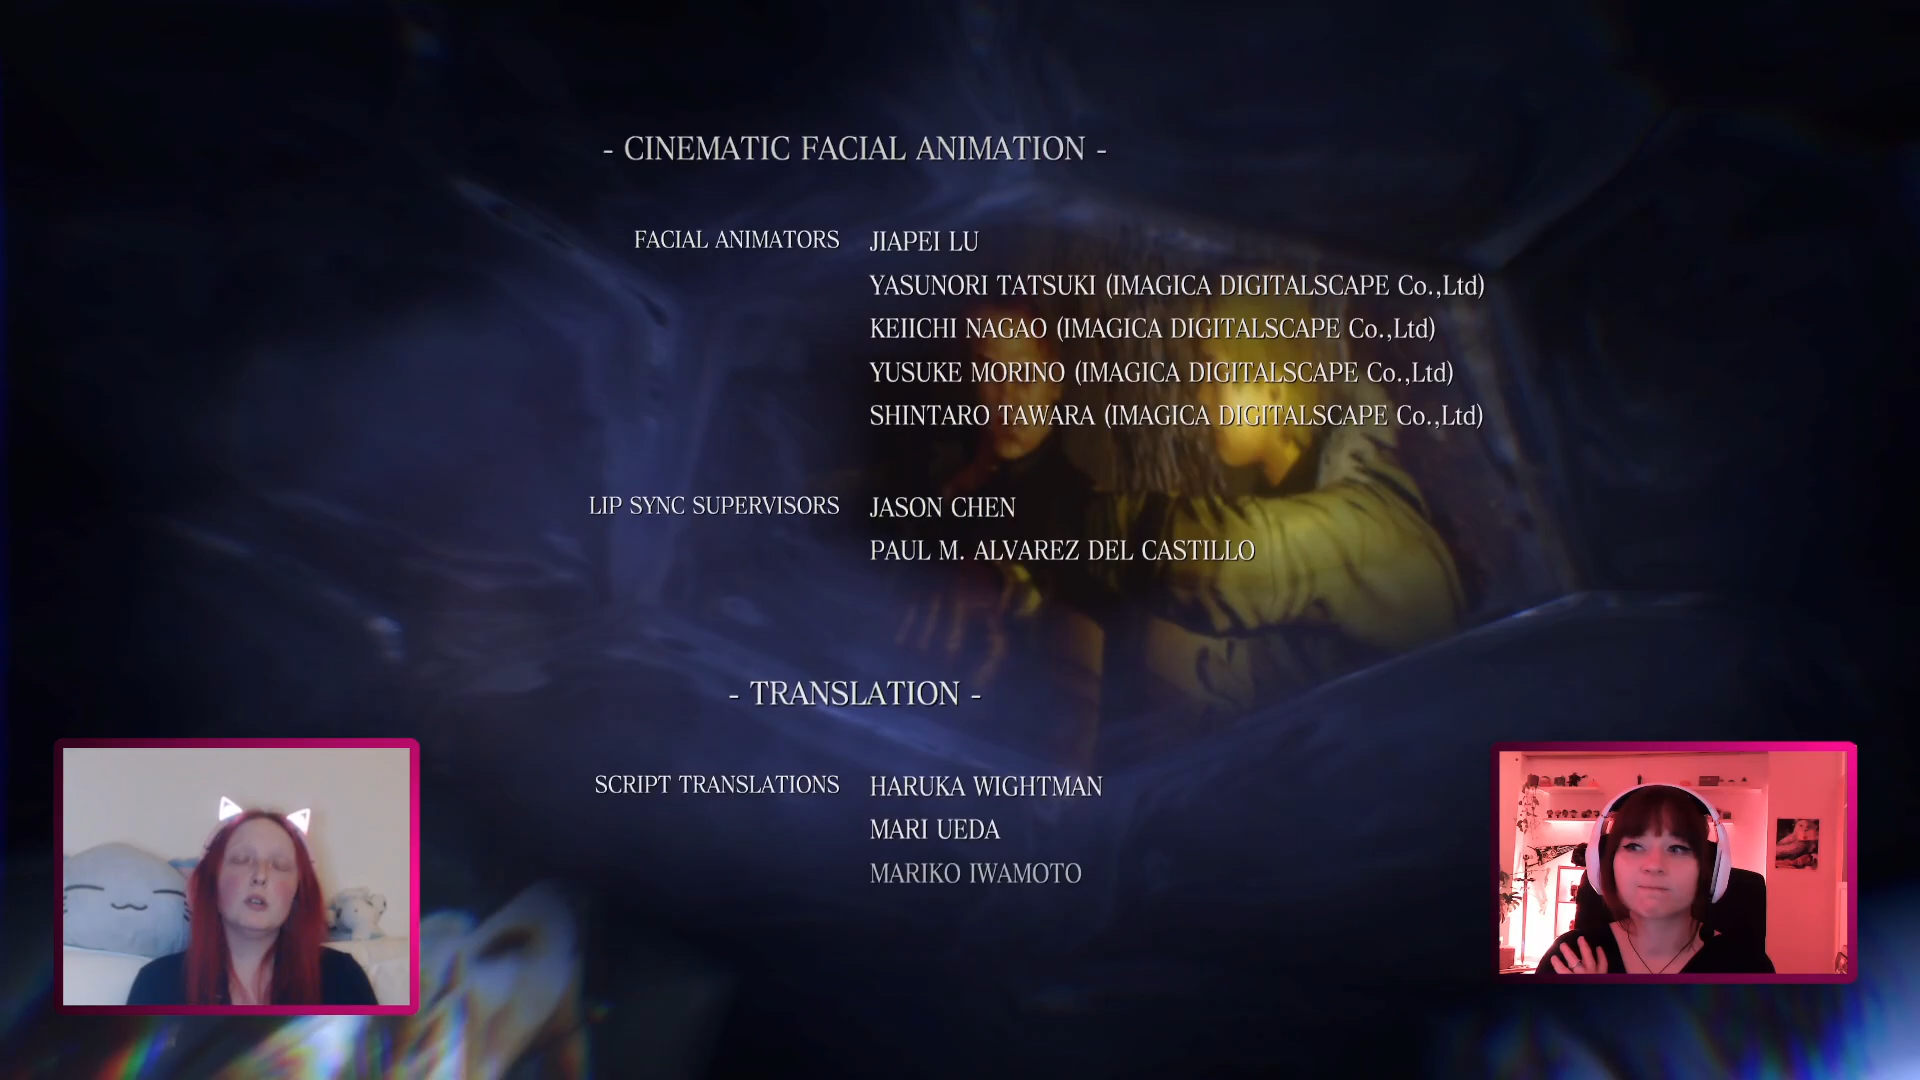 - CINEMATIC FACIAL ANIMATION -
FACIAL ANIMATORS JIAPEI LU
YASUNORI TATSUKI (IMAGICA DIGITALSCAPE Co.,Ltd)
KEIICHI NAGAO (IMAGICA DIGITALSCAPE Co.,Ltd)
YUSUKE MORINO (IMAGICA DIGITALSCAPE Co.,Ltd)
SHINTARO TAWARA (IMAGICA DIGITALSCAPE Co.,Ltd)
LIP SYNC SUPERVISORS JASON CHEN
PAUL M. ALVAREZ DEL CASTILLO
- TRANSLATION -
SCRIPT TRANSLATIONS HARUKA WIGHTMAN
MARI UEDA
MARIKO IWAMOTO